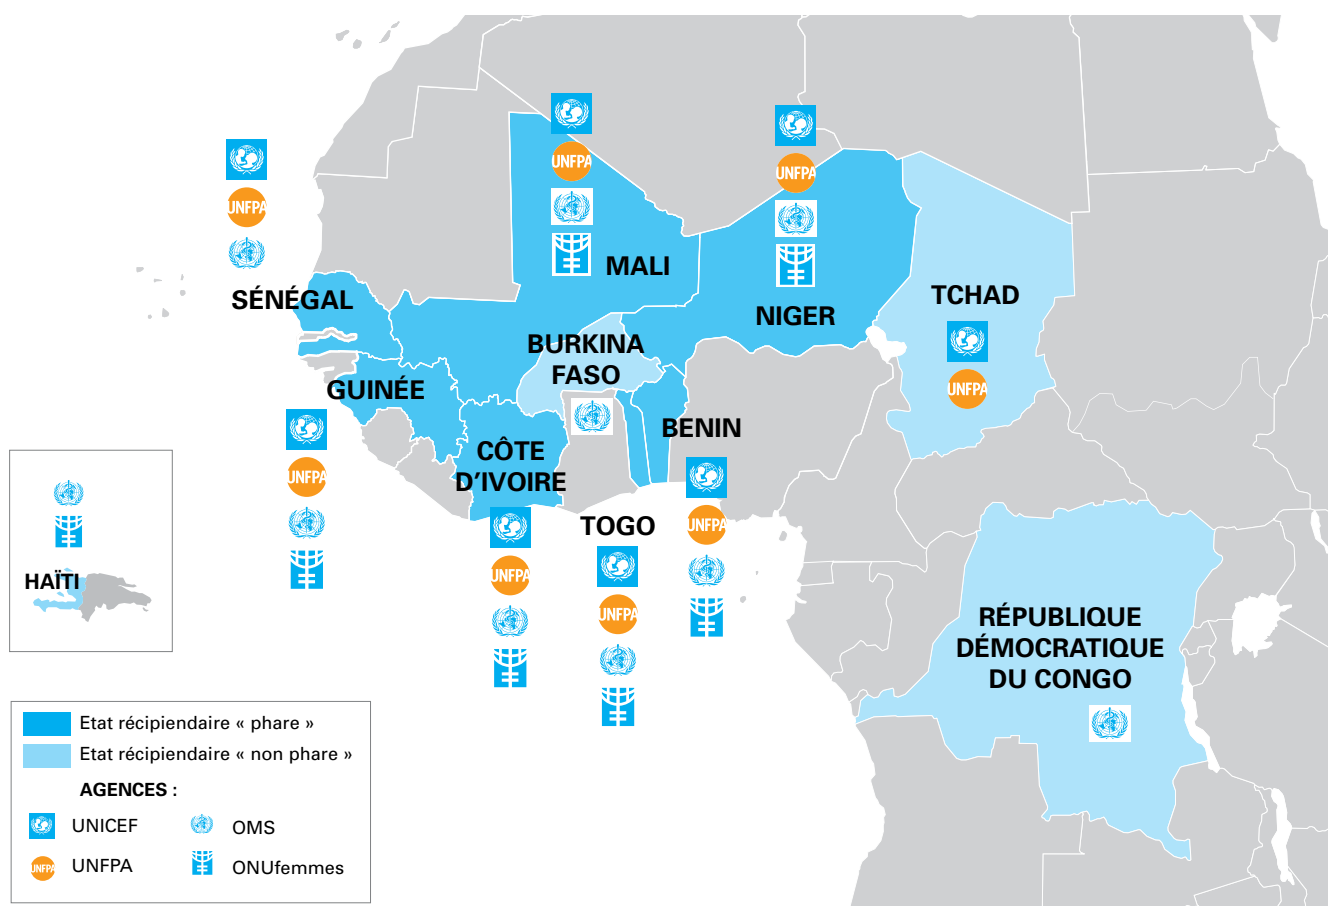 UNFPA
UNFPA
UNFPA
MALI
SÉNÉGAL
NIGER
TCHAD
BURKINA
FASO
UNFPA
GUINÉE
BENIN
CÔTE
D'IVOIRE
UNFPA
TOGO
UNFPA
UNFPA
UNFPA
HAÏTI
RÉPUBLIQUE
DÉMOCRATIQUE
DU CONGO
Etat récipiendaire « phare »
Etat récipiendaire « non phare »
AGENCES :
UNICEF
OMS
UNFPA
UNFPA
ONUfemmes